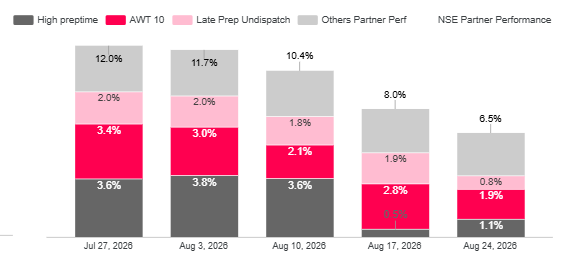 High preptime AWT 10 Late Prep Undispatch Others Partner Perf NSE Partner Performance
12.0% 11.7% 10.4% 8.0% 6.5%
2.0% 2.0% 1.8% 1.9% 0.8%
3.4% 3.0% 2.1% 2.8% 1.9%
3.6% 3.8% 3.6% 0.5% 1.1%
Jul 27, 2026 Aug 3, 2026 Aug 10, 2026 Aug 17, 2026 Aug 24, 2026